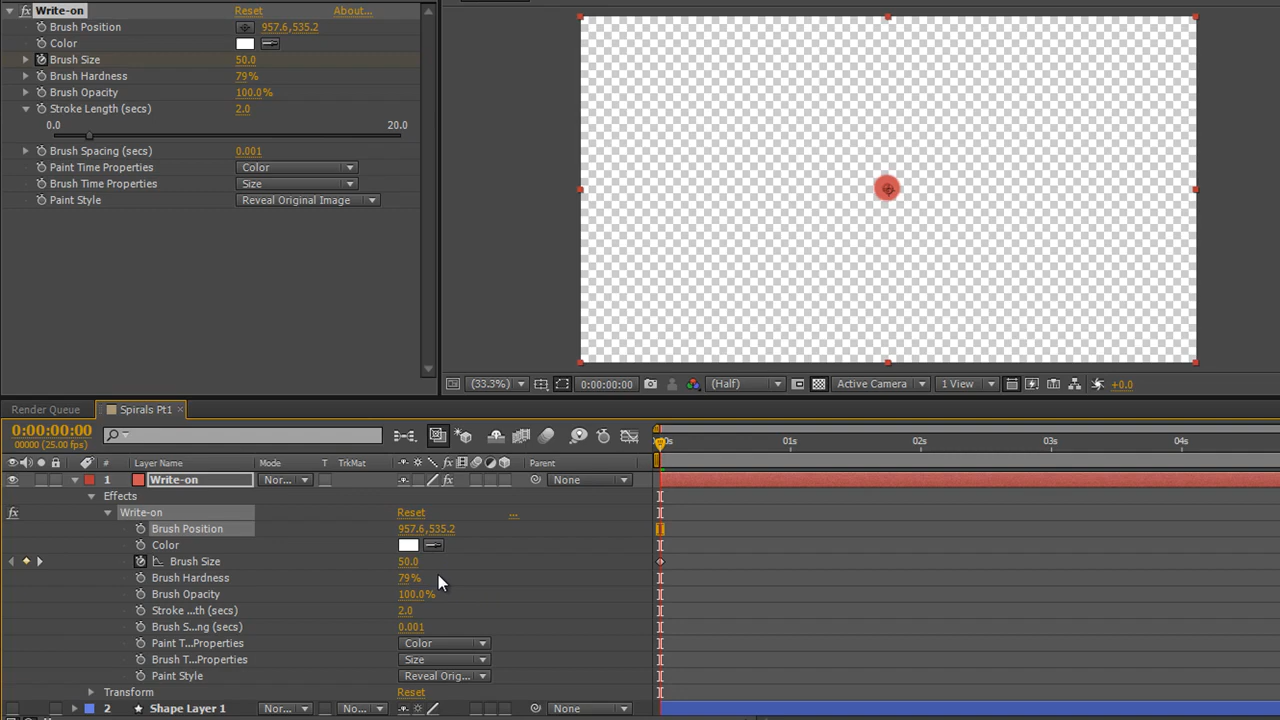 Write-on Reset About...
Brush Position 957.6,535.2
Color
Brush Size 50.0
Brush Hardness 79%
Brush Opacity 100.0%
Stroke Length (secs) 2.0
0.0 20.0
Brush Spacing (secs) 0.001
Paint Time Properties Color
Brush Time Properties Size
Paint Style Reveal Original Image
(33.3%) 0:00:00:00 (Half) Active Camera 1 View +0.0
Render Queue Spirals Pt1
0:00:00:00
00000 (25.00 fps)
01s 02s 03s 04s
# Layer Name Mode T TrkMat fx Parent
1 Write-on Nor... fx None
Effects
fx Write-on Reset ...
Brush Position 957.6,535.2
Color
Brush Size 50.0
Brush Hardness 79%
Brush Opacity 100.0%
Stroke ...th (secs) 2.0
Brush S...ng (secs) 0.001
Paint T...Properties Color
Brush T...Properties Size
Paint Style Reveal Orig...
Transform Reset
2 Shape Layer 1 Nor... No... None